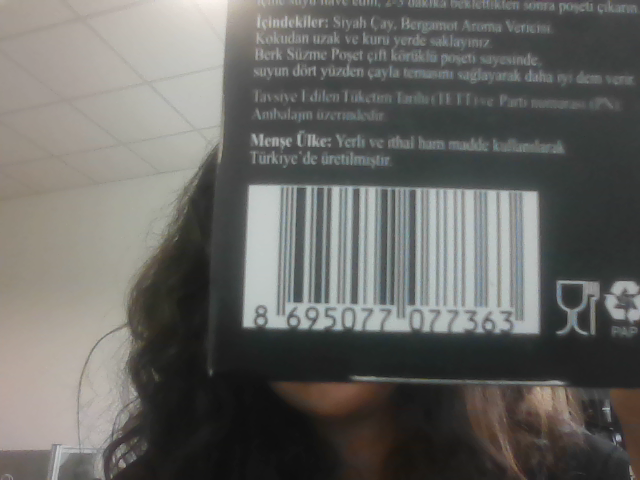 suyu ilave edin, 2-3 dakika beklettikten sonra poşeti çıkarın
İçindekiler: Siyah Çay, Bergamot Aroma Vericisi.
Kokudan uzak ve kuru yerde saklayınız.
Berk Süzme Poşet çift körüklü poşeti sayesinde,
suyun dört yüzden çayla temasını sağlayarak daha iyi dem verir.
Tavsiye Edilen Tüketim Tarihi (TETT) ve Parti numarası (PN)
Ambalajın üzerindedir.
Menşe Ülke: Yerli ve ithal ham madde kullanılarak
Türkiye'de üretilmiştir.
8 695077 077363
PAP